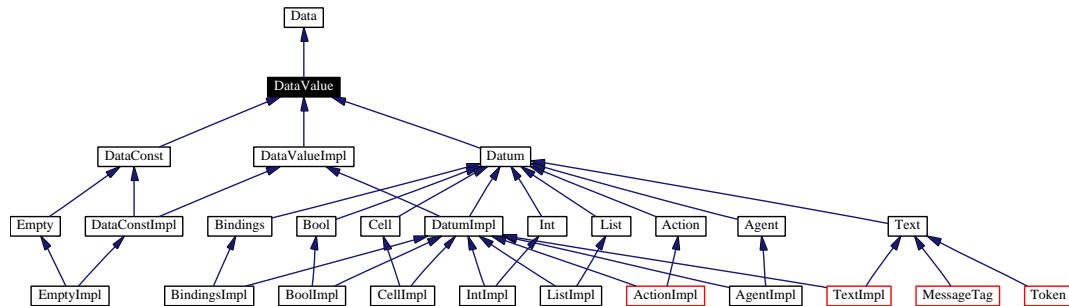 Data
DataValue
DataConst DataValueImpl Datum
Empty DataConstImpl Bindings Bool Cell DatumImpl Int List Action Agent Text
EmptyImpl BindingsImpl BoolImpl CellImpl IntImpl ListImpl ActionImpl AgentImpl TextImpl MessageTag Token